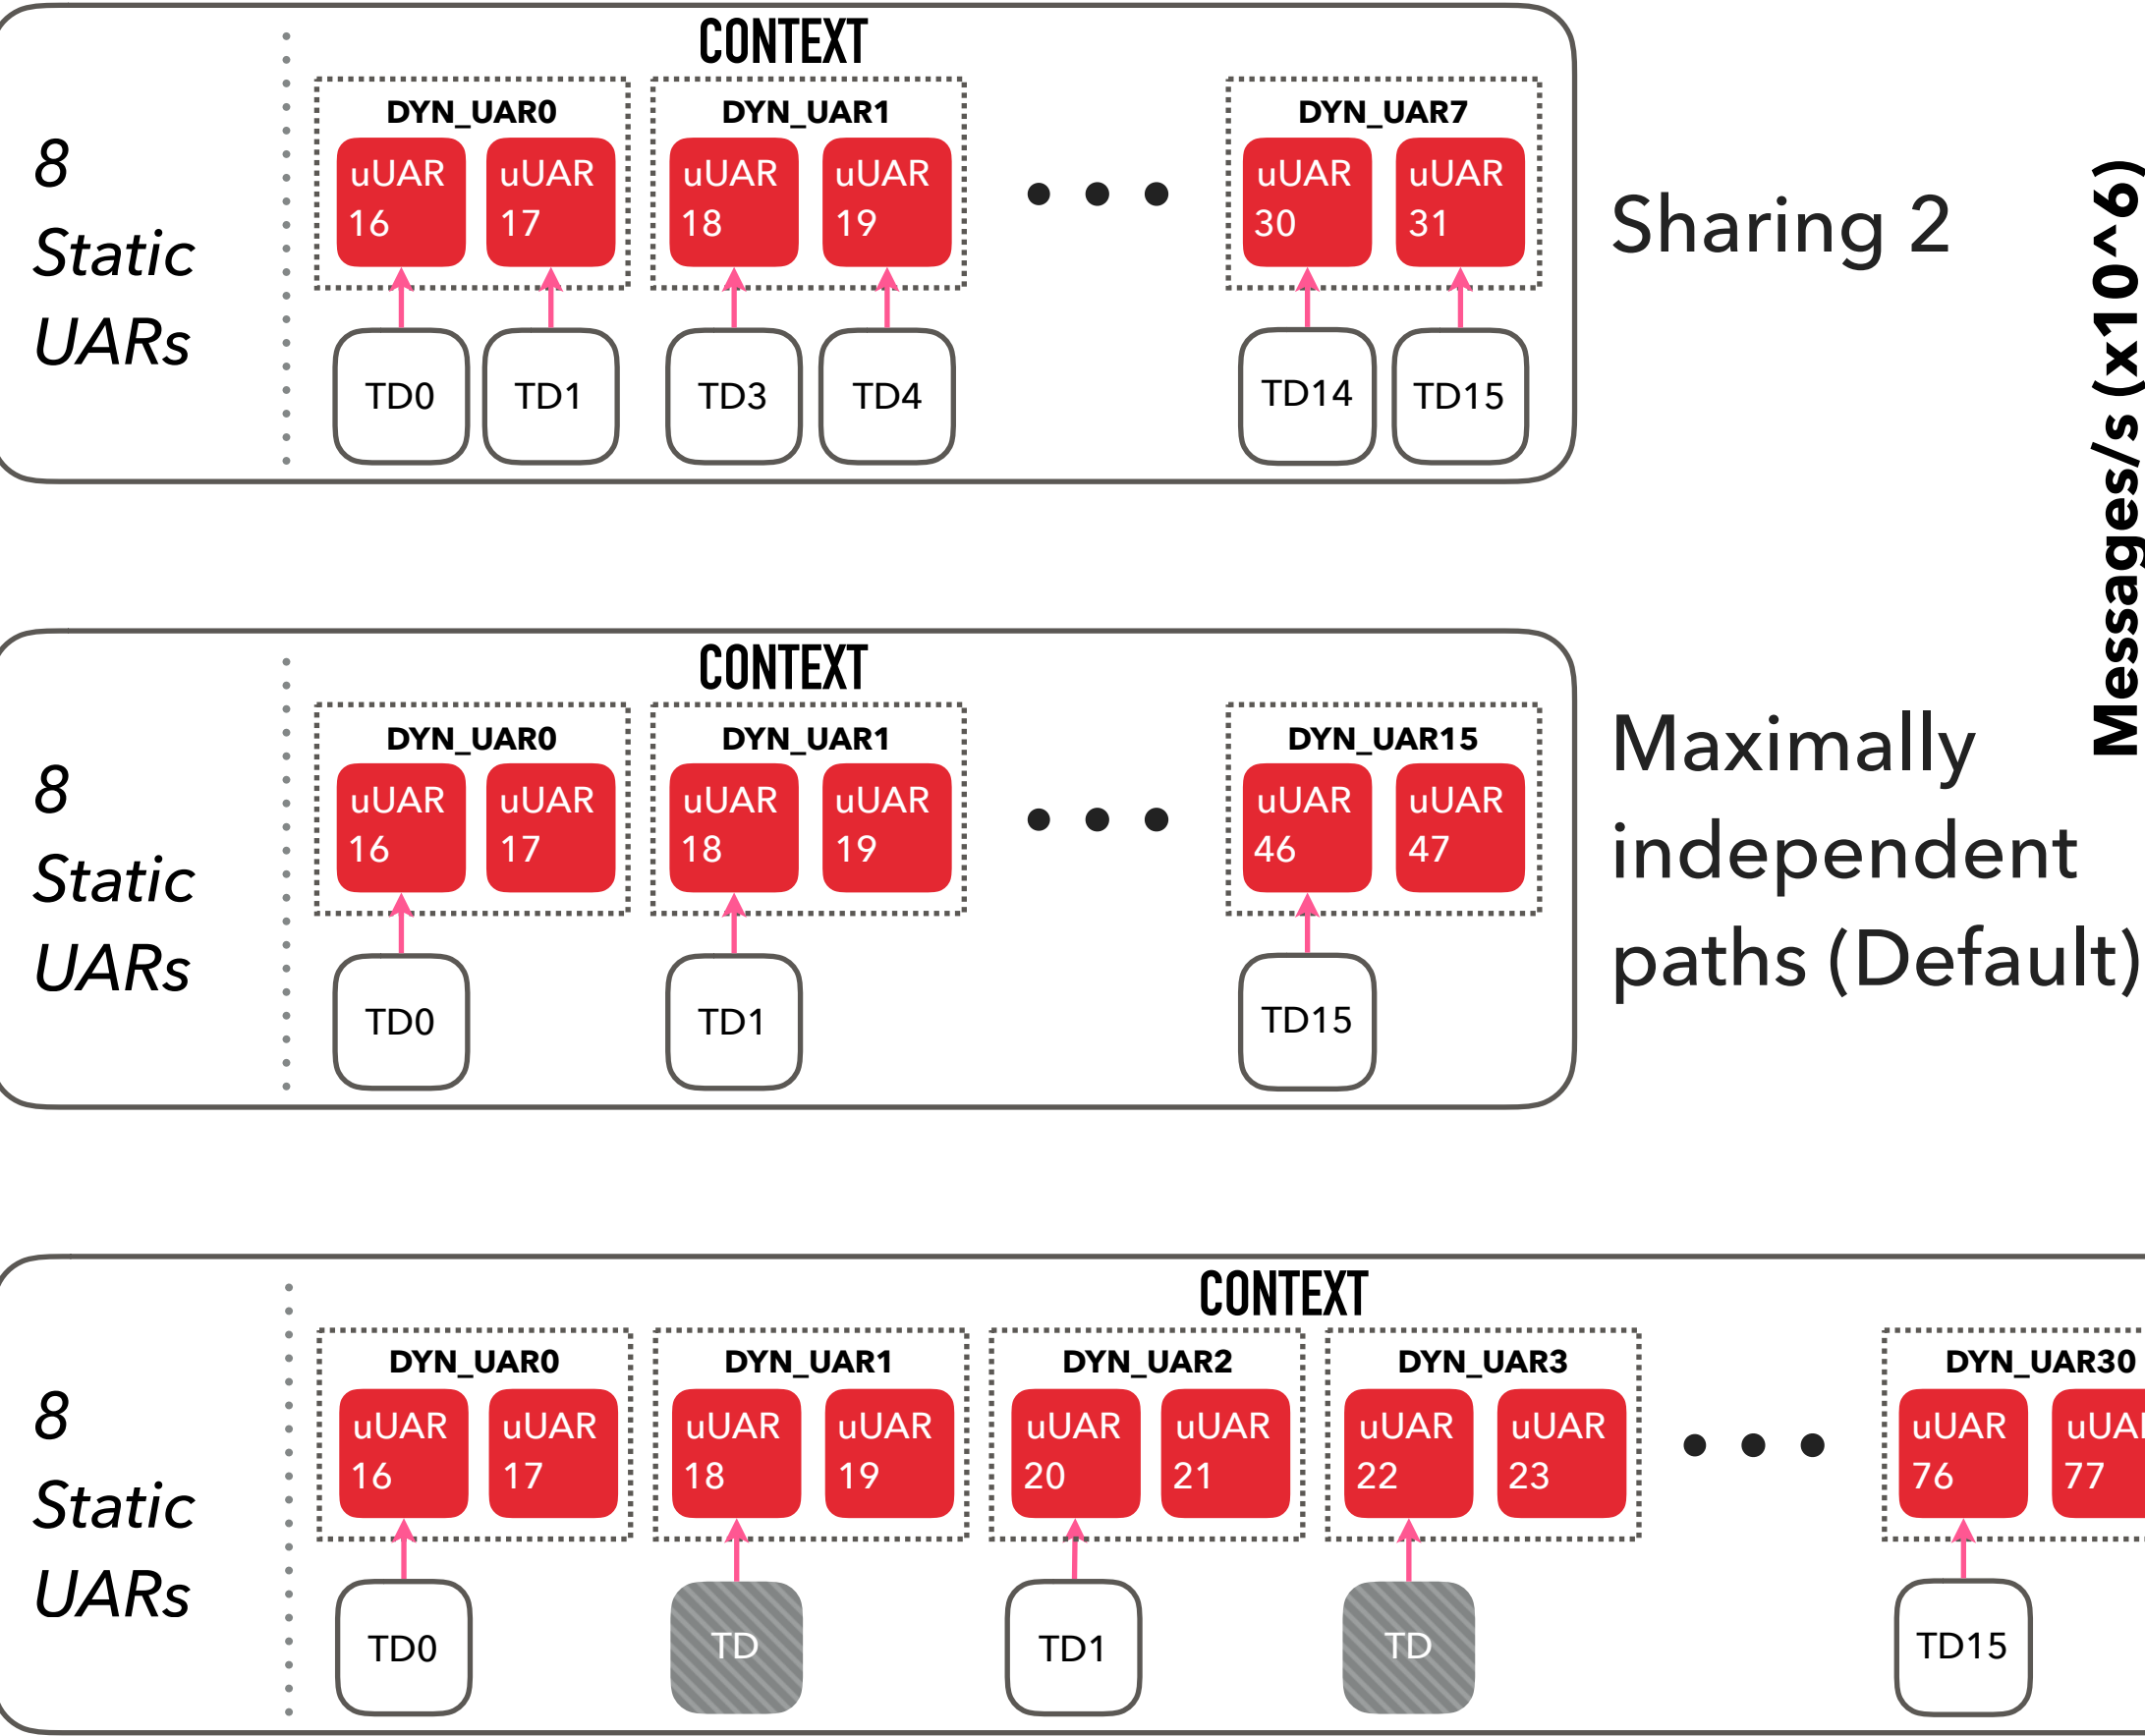 CONTEXT
8
Static
UARs
DYN_UAR0
DYN_UAR1
DYN_UAR7
uUAR
16
uUAR
17
uUAR
18
uUAR
19
uUAR
30
uUAR
31
TD0
TD1
TD3
TD4
TD14
TD15
Sharing 2
Messages/s (x10^6)
CONTEXT
8
Static
UARs
DYN_UAR0
DYN_UAR1
DYN_UAR15
uUAR
16
uUAR
17
uUAR
18
uUAR
19
uUAR
46
uUAR
47
TD0
TD1
TD15
Maximally
independent
paths (Default)
CONTEXT
8
Static
UARs
DYN_UAR0
DYN_UAR1
DYN_UAR2
DYN_UAR3
DYN_UAR30
uUAR
16
uUAR
17
uUAR
18
uUAR
19
uUAR
20
uUAR
21
uUAR
22
uUAR
23
uUAR
76
77
TD0
TD
TD1
TD
TD15